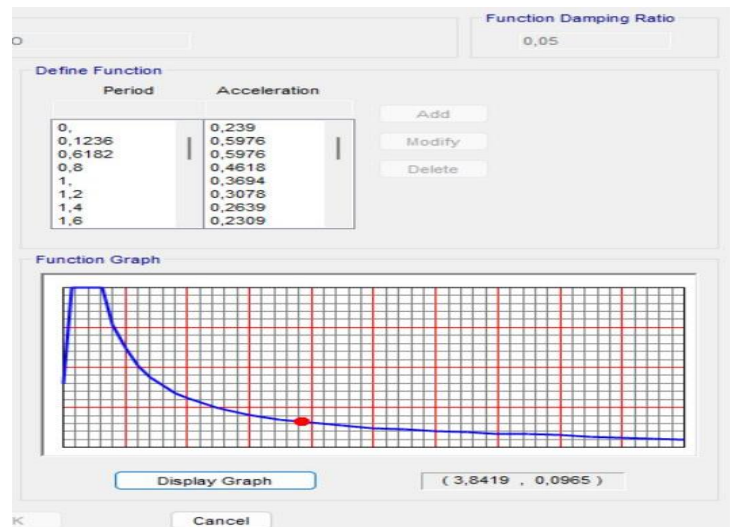 Function Damping Ratio
O
0,05
Define Function
Period Acceleration
Add
Modify
Delete
0, 0,239
0,1236 0,5976
0,6182 0,5976
0,8 0,4618
1, 0,3694
1,2 0,3078
1,4 0,2639
1,6 0,2309
Function Graph
Display Graph
( 3,8419 , 0,0965 )
K
Cancel